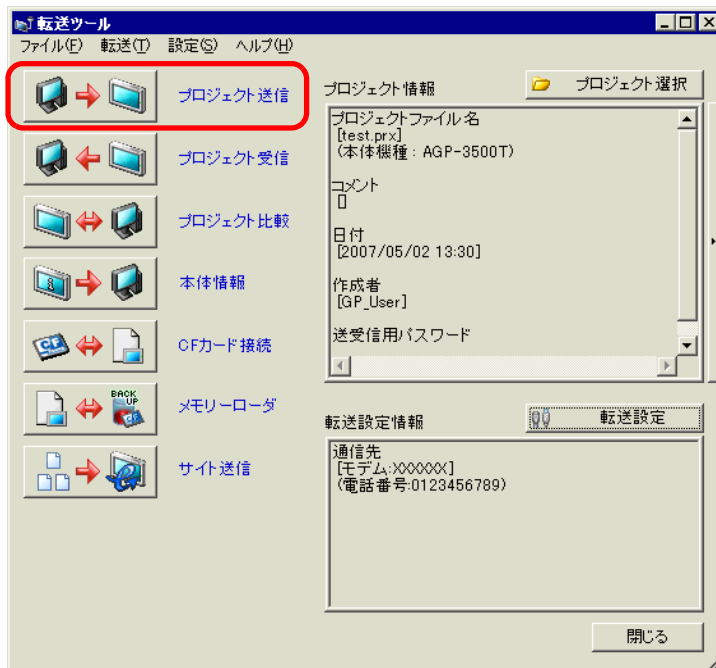 転送ツール
ファイル(F) 転送(T) 設定(S) ヘルプ(H)
プロジェクト送信
プロジェクト受信
プロジェクト比較
本体情報
CFカード接続
CF
メモリーローダ
BACK UP
サイト送信
プロジェクト情報
プロジェクト選択
プロジェクトファイル名
[test.prx]
(本体機種:AGP-3500T)
コメント
[]
日付
[2007/05/02 13:30]
作成者
[GP_User]
送受信用パスワード
転送設定情報
転送設定
通信先
[モデム:XXXXXX]
(電話番号:0123456789)
閉じる